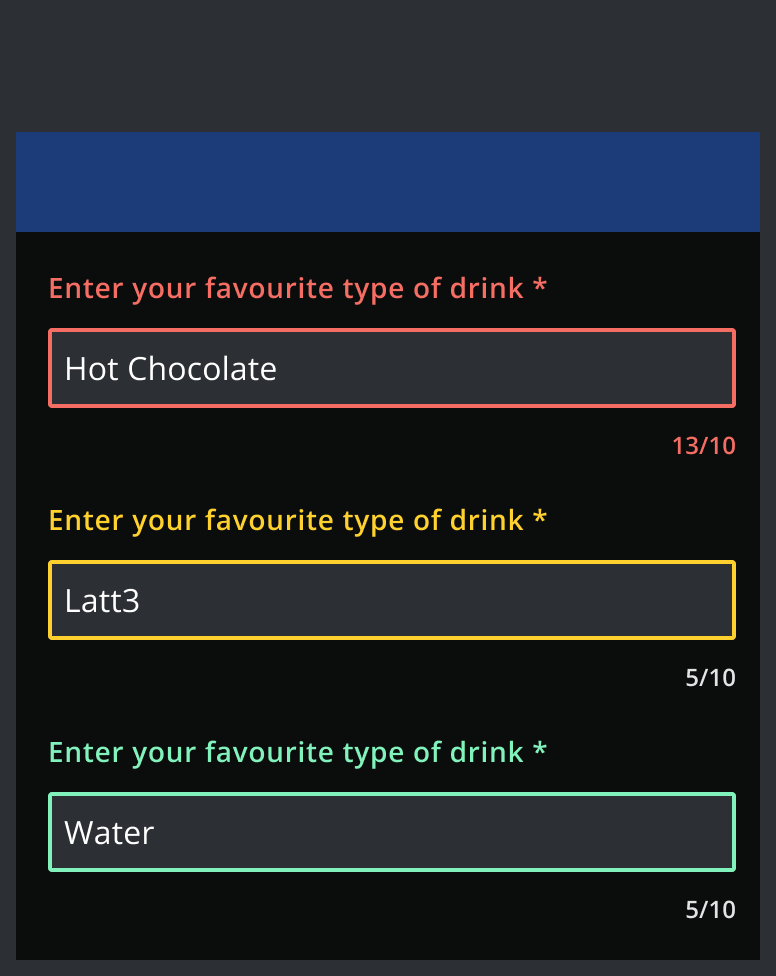 Enter your favourite type of drink *
Hot Chocolate
13/10
Enter your favourite type of drink *
Latt3
5/10
Enter your favourite type of drink *
Water
5/10